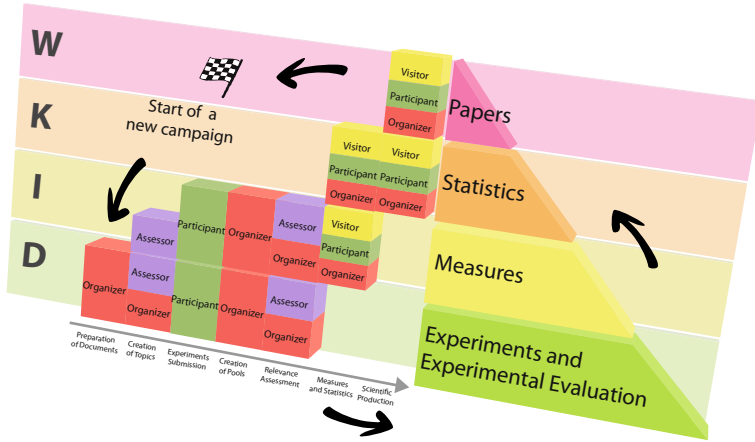 W
K
I
D
Start of a
new campaign
Visitor
Participant
Organizer
Visitor
Visitor
Participant
Participant
Organizer
Organizer
Assessor
Assessor
Organizer
Participant
Participant
Organizer
Organizer
Organizer
Assessor
Organizer
Assessor
Organizer
Visitor
Participant
Organizer
Papers
Statistics
Measures
Experiments and
Experimental Evaluation
Preparation
of Documents
Creation
of Topics
Experiments
Submission
Creation
of Pools
Relevance
Assessment
Measures
and Statistics
Scientific
Production